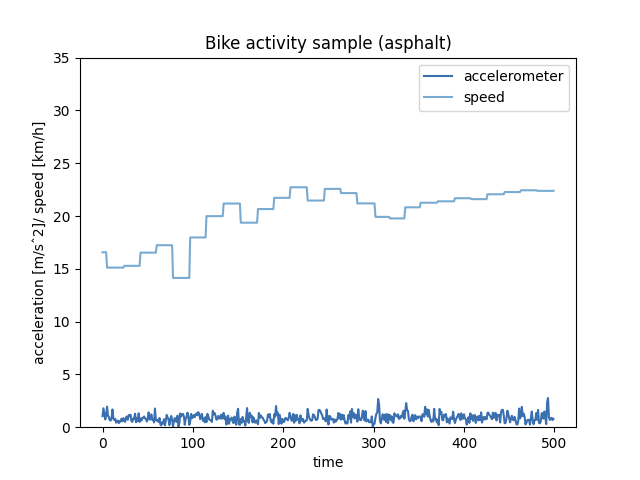 Bike activity sample (asphalt)
accelerometer
speed
acceleration [m/s^2]/ speed [km/h]
35
30
25
20
15
10
5
0
0 100 200 300 400 500
time